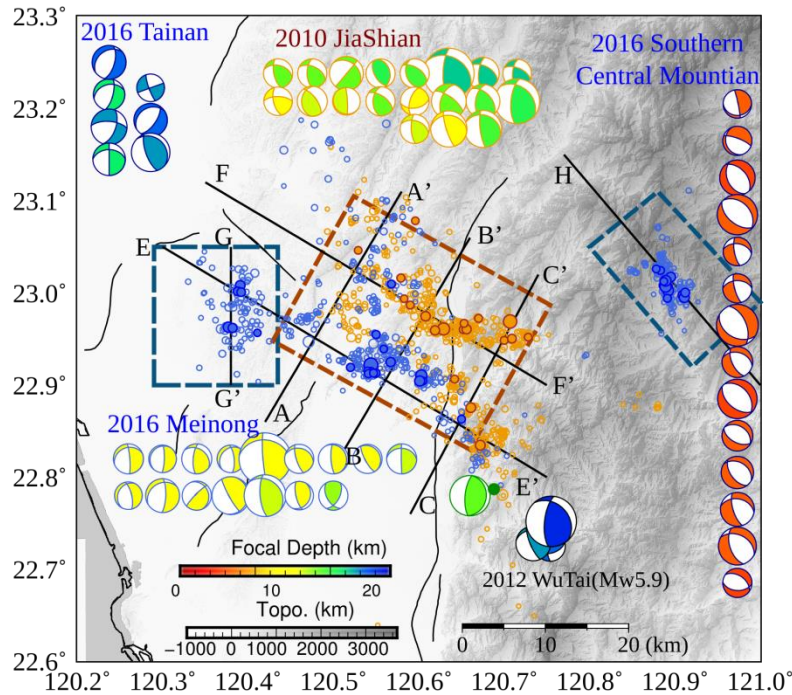 23.3°
23.2°
23.1°
23.0°
22.9°
22.8°
22.7°
22.6°
120.2° 120.3° 120.4° 120.5° 120.6° 120.7° 120.8° 120.9° 121.0°
2016 Tainan
2010 JiaShian
2016 Southern
Central Mountian
F
A'
H
E
G
B'
C'
F'
G'
A
2016 Meinong
B
C
E'
2012 WuTai(Mw5.9)
Focal Depth (km)
0 10 20
Topo. (km)
−1000 0 1000 2000 3000
0 10 20 (km)